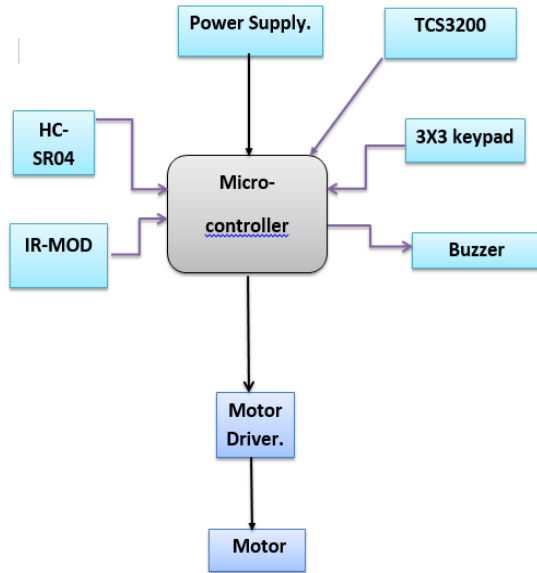 Power Supply.
TCS3200
HC-
SR04
3X3 keypad
Micro-
controller
IR-MOD
Buzzer
Motor
Driver.
Motor